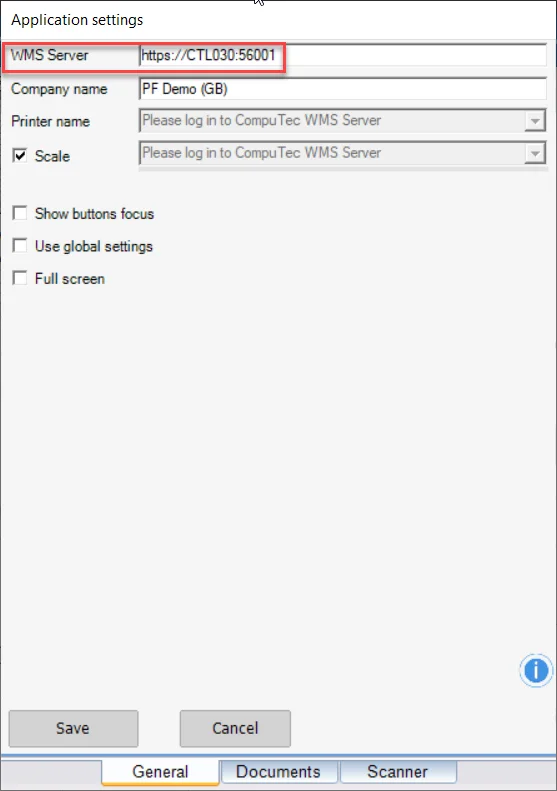 Application settings
WMS Server https://CTL030:56001
Company name PF Demo (GB)
Printer name Please log in to CompuTec WMS Server
Scale Please log in to CompuTec WMS Server
Show buttons focus
Use global settings
Full screen
i
Save Cancel
General Documents Scanner